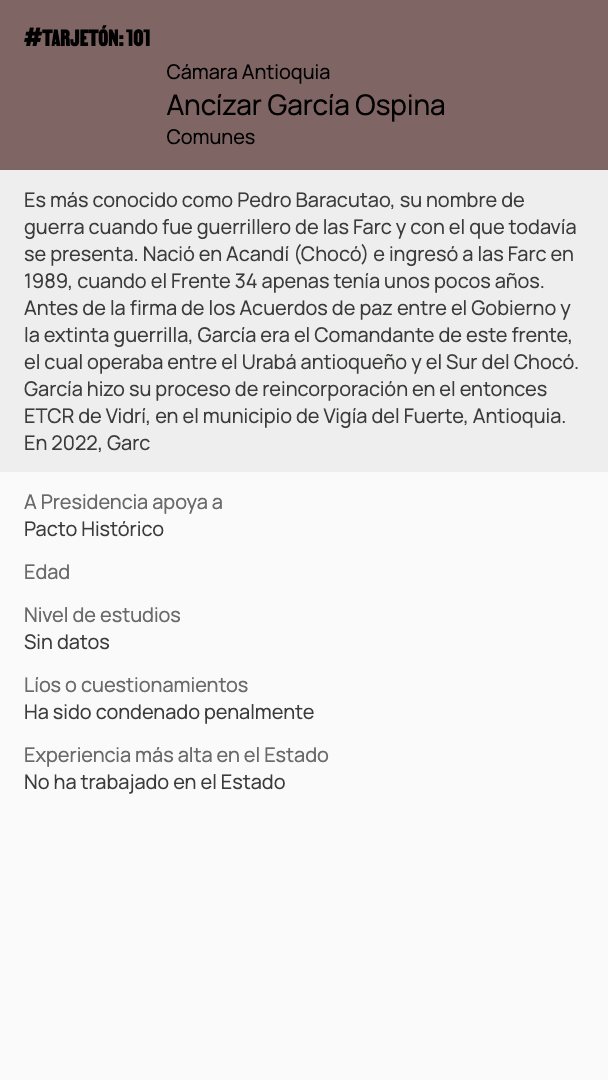 #TARJETÓN: 101
Cámara Antioquia
Ancízar García Ospina
Comunes
Es más conocido como Pedro Baracutao, su nombre de
guerra cuando fue guerrillero de las Farc y con el que todavía
se presenta. Nació en Acandí (Chocó) e ingresó a las Farc en
1989, cuando el Frente 34 apenas tenía unos pocos años.
Antes de la firma de los Acuerdos de paz entre el Gobierno y
la extinta guerrilla, García era el Comandante de este frente,
el cual operaba entre el Urabá antioqueño y el Sur del Chocó.
García hizo su proceso de reincorporación en el entonces
ETCR de Vidrí, en el municipio de Vigía del Fuerte, Antioquia.
En 2022, Garc
A Presidencia apoya a
Pacto Histórico
Edad
Nivel de estudios
Sin datos
Líos o cuestionamientos
Ha sido condenado penalmente
Experiencia más alta en el Estado
No ha trabajado en el Estado